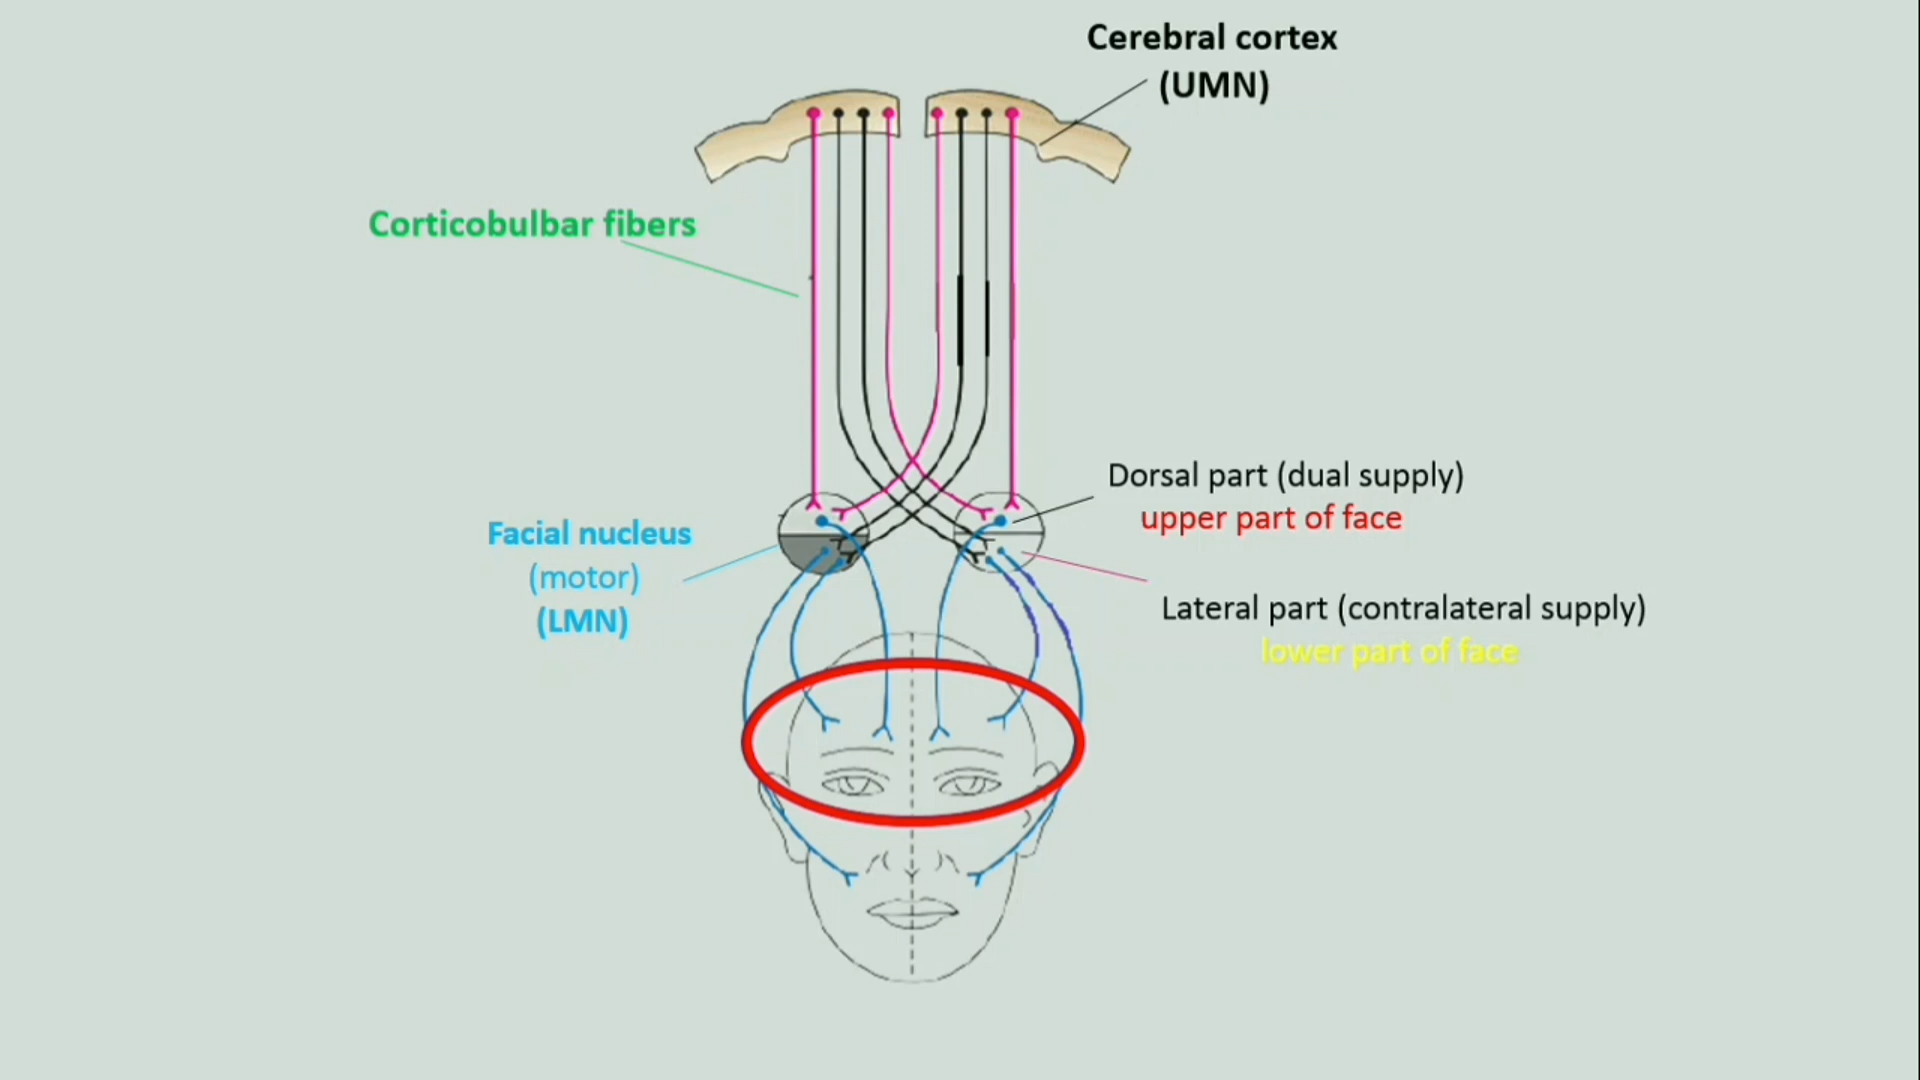 Cerebral cortex
(UMN)
Corticobulbar fibers
Dorsal part (dual supply)
upper part of face
Facial nucleus
(motor)
(LMN)
Lateral part (contralateral supply)
lower part of face